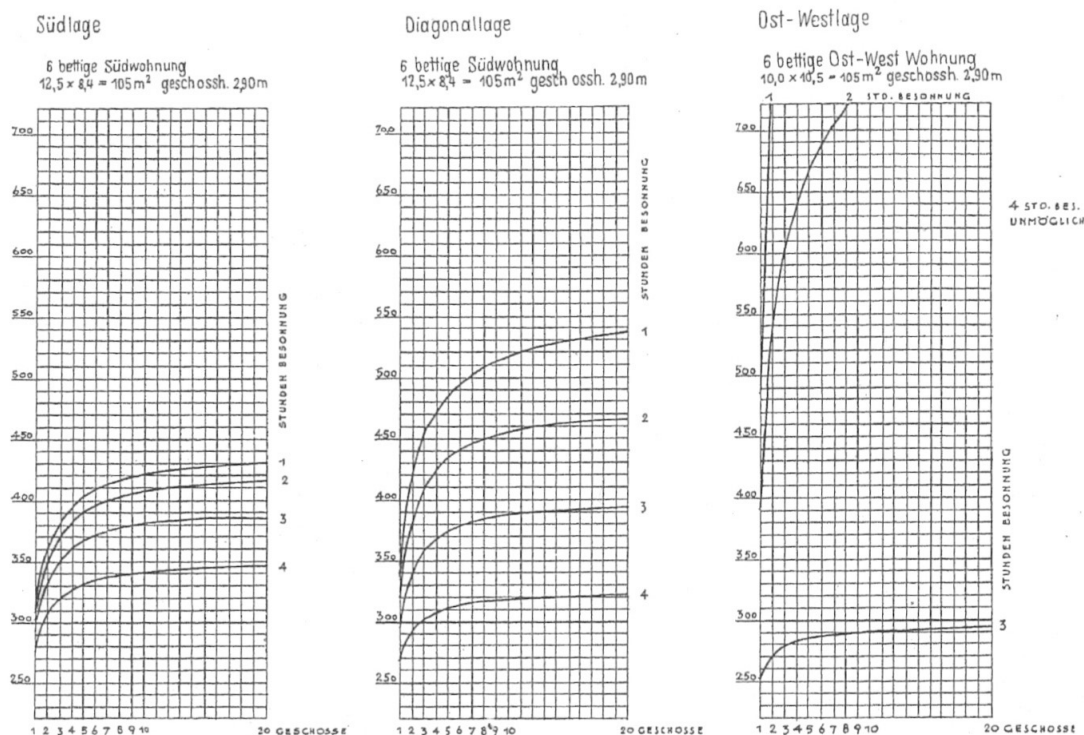 Südlage
6 bettige Südwohnung
12,5 × 8,4 = 105 m² geschossh. 2,90 m
700
650
600
550
500
450
400
350
300
250
1
2
3
4
STUNDEN BESONNUNG
1 2 3 4 5 6 7 8 9 10 20 GESCHOSSE
Diagonallage
6 bettige Südwohnung
12,5 × 8,4 = 105 m² gesch ossh. 2,90 m
700
650
600
550
500
450
400
350
300
250
STUNDEN BESONNUNG
1
2
3
4
1 2 3 4 5 6 7 8 9 10 20 GESCHOSSE
Ost-Westlage
6 bettige Ost-West Wohnung
10,0 × 10,5 = 105 m² geschossh. 2,90 m
1 2 STD. BESONNUNG
700
650
600
550
500
450
400
350
300
250
4 STD. BES.
UNMÖGLICH
STUNDEN BESONNUNG
3
1 2 3 4 5 6 7 8 9 10 20 GESCHOSSE